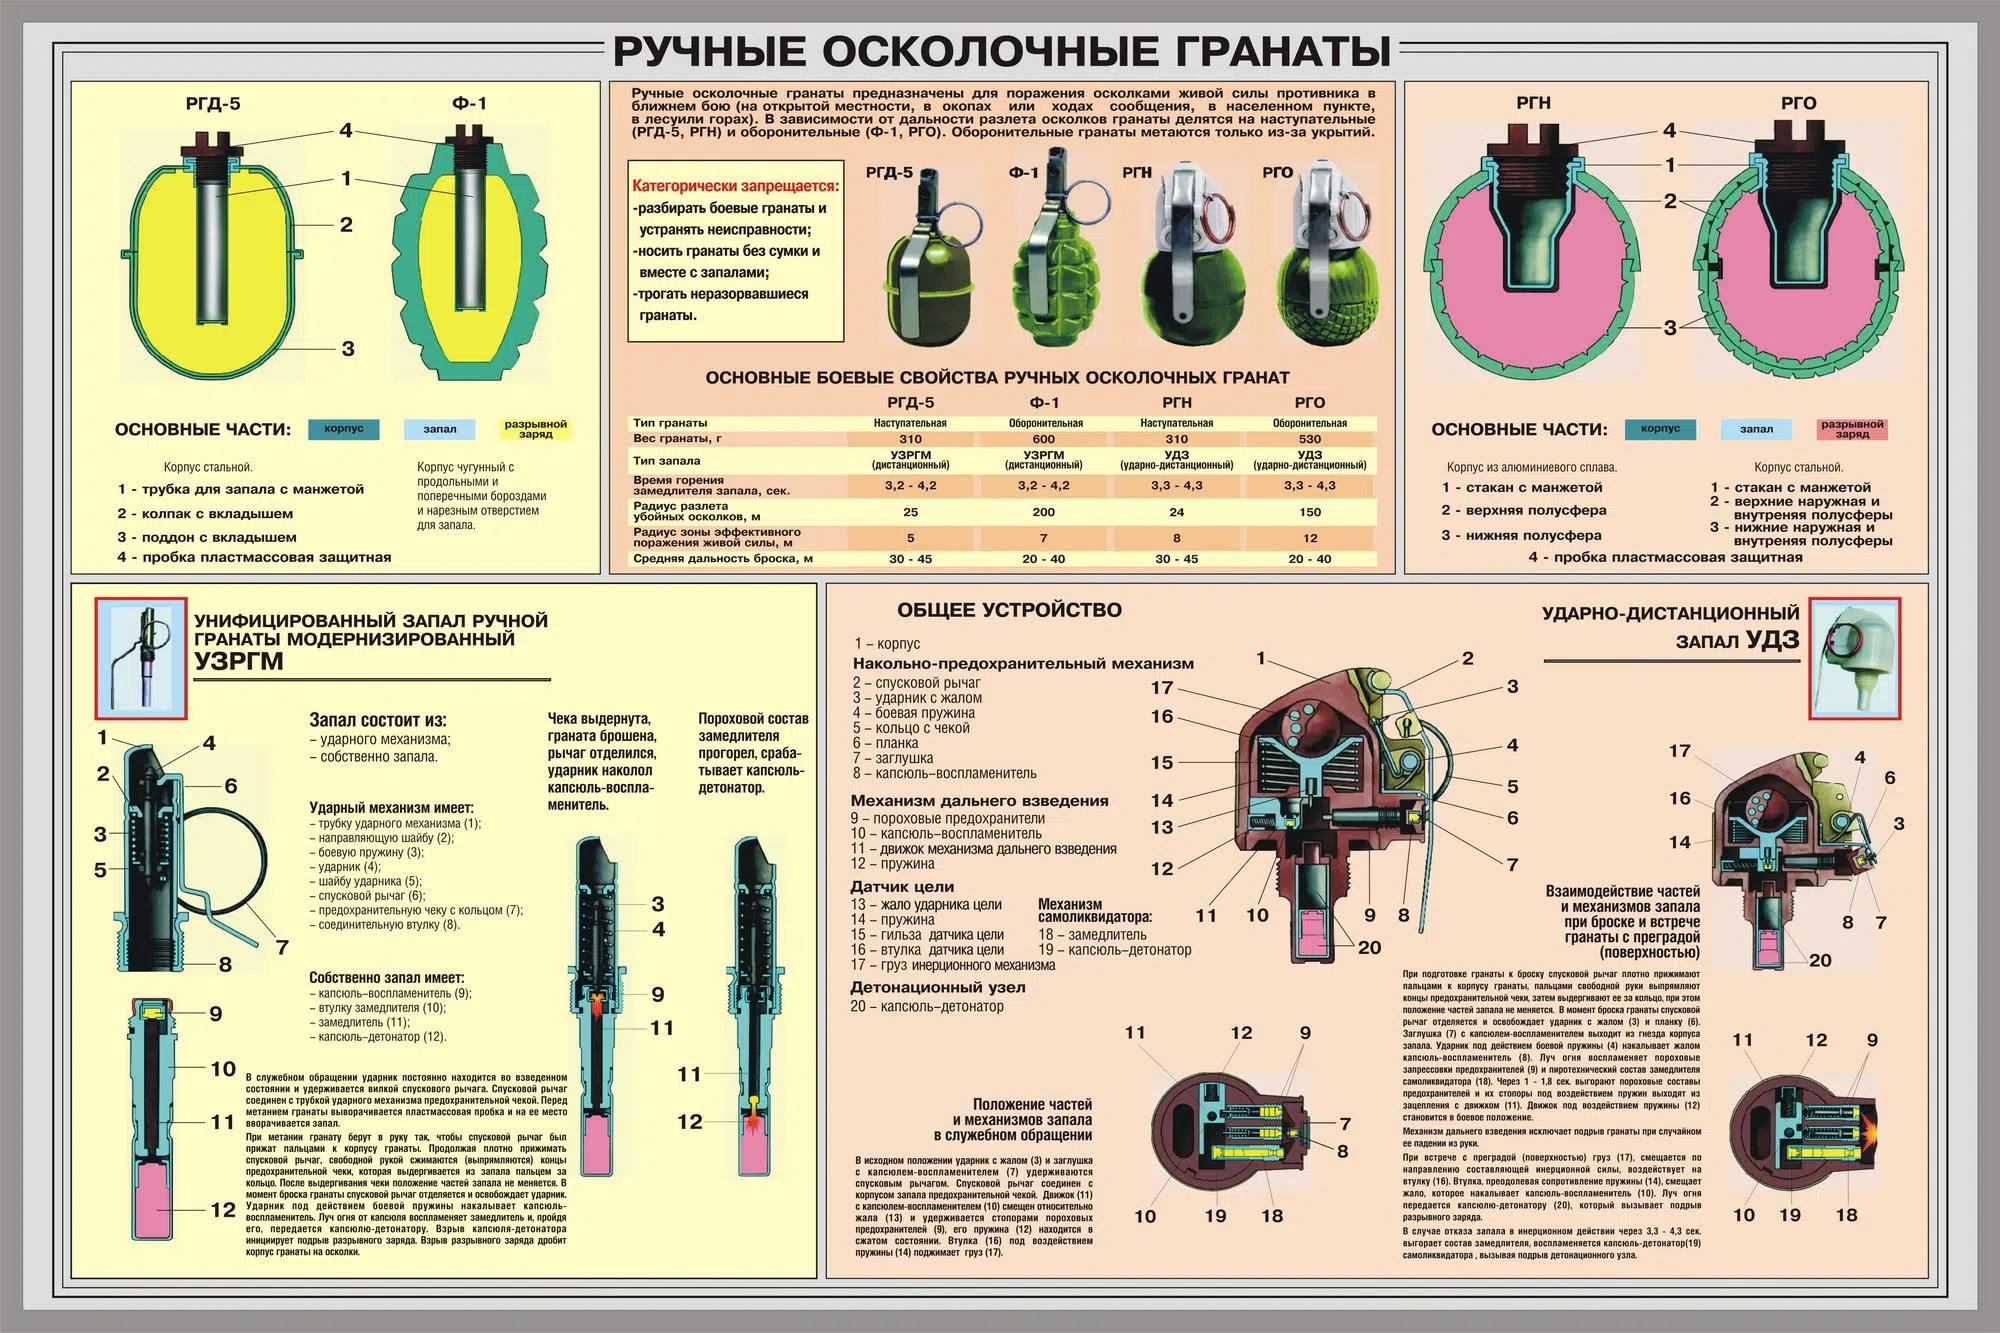 РУЧНЫЕ ОСКОЛОЧНЫЕ ГРАНАТЫ
РГД-5
Ф-1
4
1
2
3
ОСНОВНЫЕ ЧАСТИ:
корпус
запал
разрывной
заряд
Корпус стальной.
1 - трубка для запала с манжетой
2 - колпак с вкладышем
3 - поддон с вкладышем
4 - пробка пластмассовая защитная
Корпус чугунный с
продольными и
поперечными бороздами
и нарезным отверстием
для запала.
Ручные осколочные гранаты предназначены для поражения осколками живой силы противника в
ближнем бою (на открытой местности, в окопах или ходах сообщения, в населенном пункте,
в лесуили горах). В зависимости от дальности разлета осколков гранаты делятся на наступательные
(РГД-5, РГН) и оборонительные (Ф-1, РГО). Оборонительные гранаты метаются только из-за укрытий.
Категорически запрещается:
-разбирать боевые гранаты и
устранять неисправности;
-носить гранаты без сумки и
вместе с запалами;
-трогать неразорвавшиеся
гранаты.
РГД-5
Ф-1
РГН
РГО
ОСНОВНЫЕ БОЕВЫЕ СВОЙСТВА РУЧНЫХ ОСКОЛОЧНЫХ ГРАНАТ
РГД-5 Ф-1 РГН РГО
Тип гранаты Наступательная Оборонительная Наступательная Оборонительная
Вес гранаты, г 310 600 310 530
Тип запала УЗРГМ УЗРГМ УДЗ УДЗ
(дистанционный) (дистанционный) (ударно-дистанционный) (ударно-дистанционный)
Время горения
замедлителя запала, сек. 3,2 - 4,2 3,2 - 4,2 3,3 - 4,3 3,3 - 4,3
Радиус разлета
убойных осколков, м 25 200 24 150
Радиус зоны эффективного
поражения живой силы, м 5 7 8 12
Средняя дальность броска, м 30 - 45 20 - 40 30 - 45 20 - 40
РГН
РГО
4
1
2
3
ОСНОВНЫЕ ЧАСТИ:
корпус
запал
разрывной
заряд
Корпус из алюминиевого сплава.
1 - стакан с манжетой
2 - верхняя полусфера
3 - нижняя полусфера
Корпус стальной.
1 - стакан с манжетой
2 - верхние наружная и
внутреняя полусферы
3 - нижние наружная и
внутреняя полусферы
4 - пробка пластмассовая защитная
УНИФИЦИРОВАННЫЙ ЗАПАЛ РУЧНОЙ
ГРАНАТЫ МОДЕРНИЗИРОВАННЫЙ
УЗРГМ
1
4
2
6
3
5
7
8
9
10
11
12
Запал состоит из:
– ударного механизма;
– собственно запала.
Ударный механизм имеет:
– трубку ударного механизма (1);
– направляющую шайбу (2);
– боевую пружину (3);
– ударник (4);
– шайбу ударника (5);
– спусковой рычаг (6);
– предохранительную чеку с кольцом (7);
– соединительную втулку (8).
Собственно запал имеет:
– капсюль–воспламенитель (9);
– втулку замедлителя (10);
– замедлитель (11);
– капсюль–детонатор (12).
Чека выдернута,
граната брошена,
рычаг отделился,
ударник наколол
капсюль-воспла-
менитель.
Пороховой состав
замедлителя
прогорел, сраба-
тывает капсюль-
детонатор.
3
4
9
11
11
12
В служебном обращении ударник постоянно находится во взведенном
состоянии и удерживается вилкой спускового рычага. Спусковой рычаг
соединен с трубкой ударного механизма предохранительной чекой. Перед
метанием гранаты выворачивается пластмассовая пробка и на ее место
вворачивается запал.
При метании гранату берут в руку так, чтобы спусковой рычаг был
прижат пальцами к корпусу гранаты. Продолжая плотно прижимать
спусковой рычаг, свободной рукой сжимаются (выпрямляются) концы
предохранительной чеки, которая выдергивается из запала пальцем за
кольцо. После выдергивания чеки положение частей запала не меняется. В
момент броска гранаты спусковой рычаг отделяется и освобождает ударник.
Ударник под действием боевой пружины накалывает капсюль-
воспламенитель. Луч огня от капсюля воспламеняет замедлитель и, пройдя
его, передается капсюлю-детонатору. Взрыв капсюля-детонатора
инициирует подрыв разрывного заряда. Взрыв разрывного заряда дробит
корпус гранаты на осколки.
ОБЩЕЕ УСТРОЙСТВО
1 – корпус
Накольно-предохранительный механизм
2 – спусковой рычаг
3 – ударник с жалом
4 – боевая пружина
5 – кольцо с чекой
6 – планка
7 – заглушка
8 – капсюль–воспламенитель
Механизм дальнего взведения
9 – пороховые предохранители
10 – капсюль–воспламенитель
11 – движок механизма дальнего взведения
12 – пружина
Датчик цели
13 – жало ударника цели
14 – пружина
15 – гильза датчика цели
16 – втулка датчика цели
17 – груз инерционного механизма
Механизм
самоликвидатора:
18 – замедлитель
19 – капсюль–детонатор
Детонационный узел
20 – капсюль–детонатор
1
2
17
3
16
4
15
5
14
6
13
7
12
11
10
9
8
20
УДАРНО-ДИСТАНЦИОННЫЙ
ЗАПАЛ УДЗ
17
4
6
16
3
14
8
7
20
Взаимодействие частей
и механизмов запала
при броске и встрече
гранаты с преградой
(поверхностью)
При подготовке гранаты к броску спусковой рычаг плотно прижимают
пальцами к корпусу гранаты, пальцами свободной руки выпрямляют
концы предохранительной чеки, затем выдергивают ее за кольцо, при этом
положение частей запала не меняется. В момент броска гранаты спусковой
рычаг отделяется и освобождает ударник с жалом (3) и планку (6).
Заглушка (7) с капсюлем-воспламенителем выходит из гнезда корпуса
запала. Ударник под действием боевой пружины (4) накалывает жалом
капсюль-воспламенитель (8). Луч огня воспламеняет пороховые
запрессовки предохранителей (9) и пиротехнический состав замедлителя
самоликвидатора (18). Через 1 - 1,8 сек. выгорают пороховые составы
предохранителей и их стопоры под воздействием пружин выходят из
зацепления с движком (11). Движок под воздействием пружины (12)
становится в боевое положение.
Механизм дальнего взведения исключает подрыв гранаты при случайном
ее падении из руки.
При встрече с преградой (поверхностью) груз (17), смещается по
направлению составляющей инерционной силы, воздействует на
втулку (16). Втулка, преодолевая сопротивление пружины (14), смещает
жало, которое накалывает капсюль-воспламенитель (10). Луч огня
передается капсюлю-детонатору (20), который вызывает подрыв
разрывного заряда.
В случае отказа запала в инерционном действии через 3,3 - 4,3 сек.
выгорает состав замедлителя, воспламеняется капсюль-детонатор(19)
самоликвидатора , вызывая подрыв детонационного узла.
Положение частей
и механизмов запала
в служебном обращении
В исходном положении ударник с жалом (3) и заглушка
с капсюлем-воспламенителем (7) удерживаются
спусковым рычагом. Спусковой рычаг соединен с
корпусом запала предохранительной чекой. Движок (11)
с капсюлем-воспламенителем (10) смещен относительно
жала (13) и удерживается стопорами пороховых
предохранителей (9), его пружина (12) находится в
сжатом состоянии. Втулка (16) под воздействием
пружины (14) поджимает груз (17).
11
12
9
7
8
10
19
18
11
12
9
10
19
18